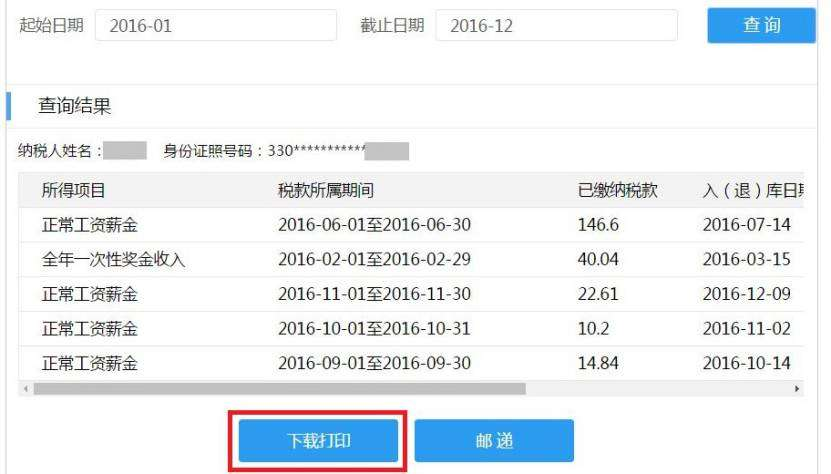 起始日期 2016-01 截止日期 2016-12 查询
查询结果
纳税人姓名： 身份证照号码：330***********
所得项目 税款所属期间 已缴纳税款 入（退）库日期
正常工资薪金 2016-06-01至2016-06-30 146.6 2016-07-14
全年一次性奖金收入 2016-02-01至2016-02-29 40.04 2016-03-15
正常工资薪金 2016-11-01至2016-11-30 22.61 2016-12-09
正常工资薪金 2016-10-01至2016-10-31 10.2 2016-11-02
正常工资薪金 2016-09-01至2016-09-30 14.84 2016-10-14
下载打印 邮递